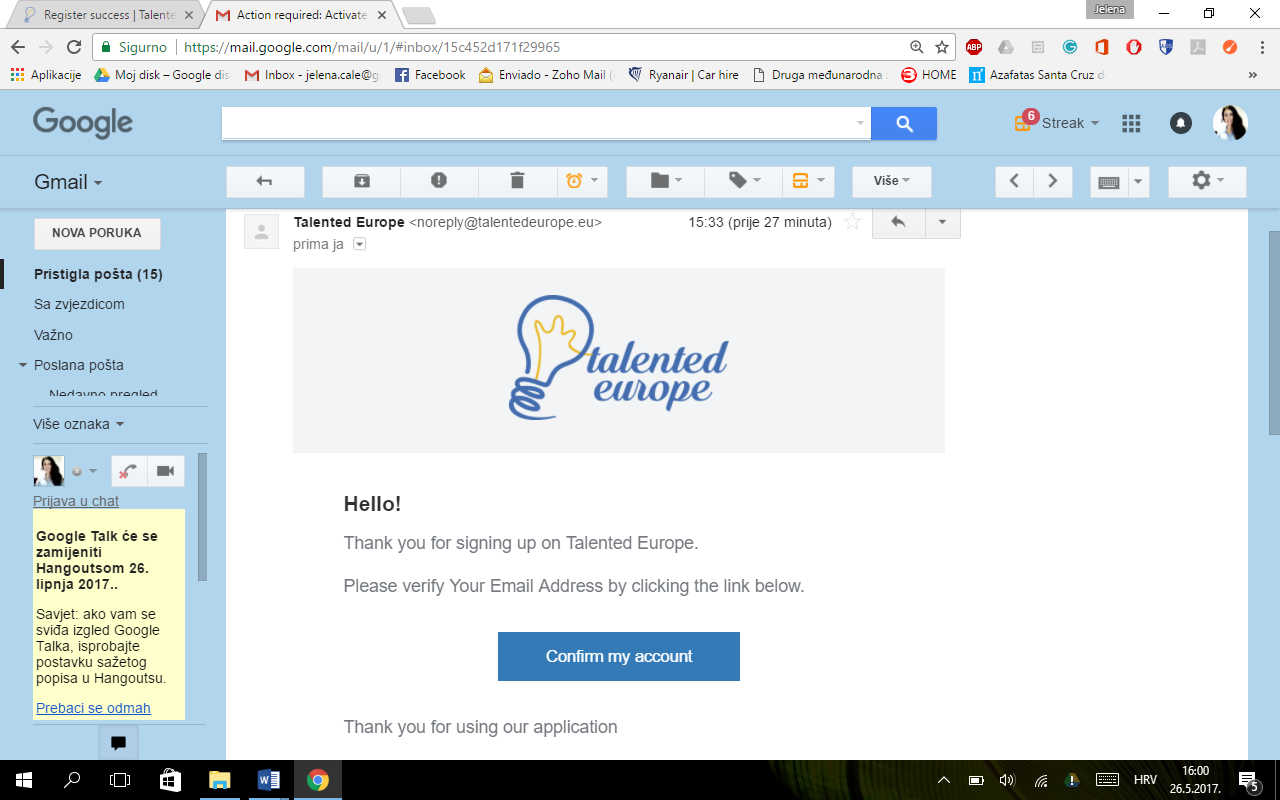 Register success | Talente
Action required: Activate
Jelena
Sigurno
https://mail.google.com/mail/u/1/#inbox/15c452d171f29965
ABP
Aplikacije
Moj disk – Google dis
Inbox - jelena.cale@g
Facebook
Enviado - Zoho Mail (
Ryanair | Car hire
Druga međunarodna
HOME
Azafatas Santa Cruz d
»
Google
6
Streak
Gmail
Više
NOVA PORUKA
Pristigla pošta (15)
Sa zvjezdicom
Važno
Poslana pošta
Nedavno pregled
Više oznaka
Prijava u chat
Google Talk će se
zamijeniti
Hangoutsom 26.
lipnja 2017..
Savjet: ako vam se
sviđa izgled Google
Talka, isprobajte
postavku sažetog
popisa u Hangoutsu.
Prebaci se odmah
Talented Europe <noreply@talentedeurope.eu>
15:33 (prije 27 minuta)
prima ja
talented
europe
Hello!
Thank you for signing up on Talented Europe.
Please verify Your Email Address by clicking the link below.
Confirm my account
Thank you for using our application
HRV
16:00
26.5.2017.
5